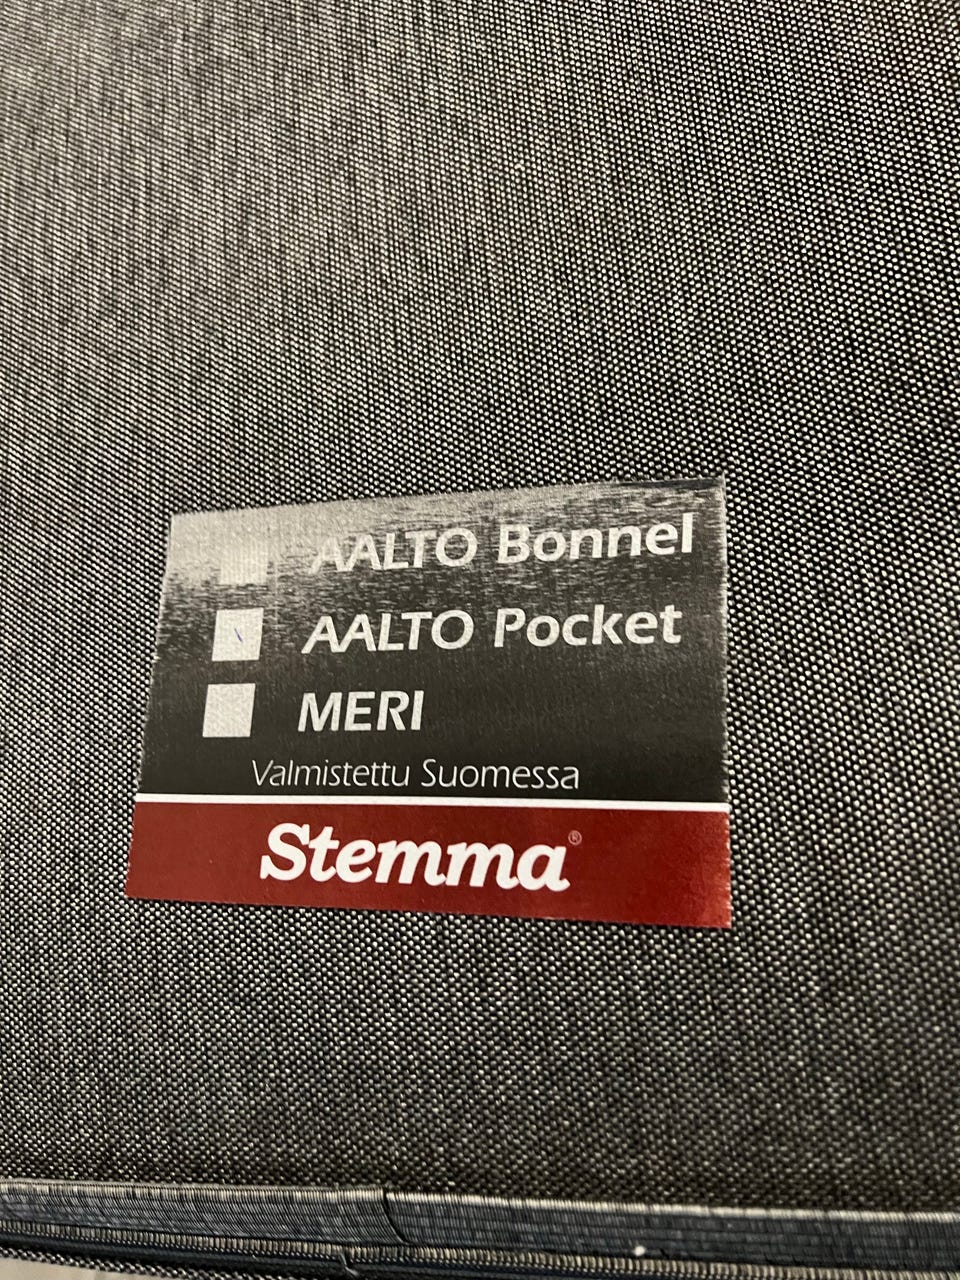 AALTO Bonnel
AALTO Pocket
MERI
Valmistettu Suomessa
Stemma®